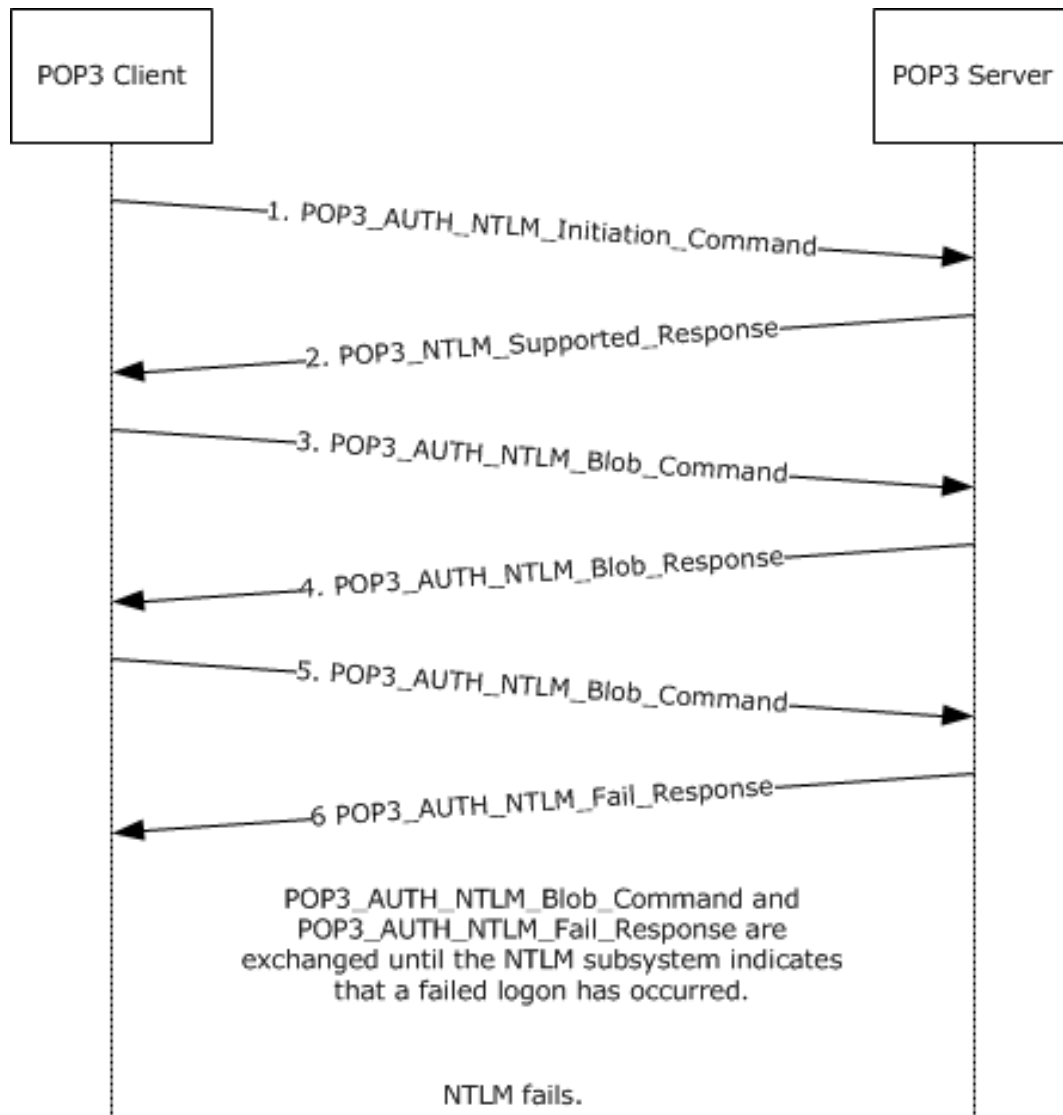 POP3 Client
POP3 Server
1. POP3_AUTH_NTLM_Initiation_Command
2. POP3_NTLM_Supported_Response
3. POP3_AUTH_NTLM_Blob_Command
4. POP3_AUTH_NTLM_Blob_Response
5. POP3_AUTH_NTLM_Blob_Command
6 POP3_AUTH_NTLM_Fail_Response
POP3_AUTH_NTLM_Blob_Command and
POP3_AUTH_NTLM_Fail_Response are
exchanged until the NTLM subsystem indicates
that a failed logon has occurred.
NTLM fails.